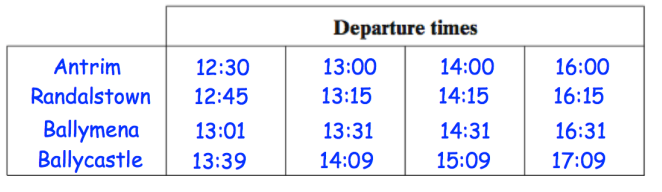 Departure times
Antrim 12:30 13:00 14:00 16:00
Randalstown 12:45 13:15 14:15 16:15
Ballymena 13:01 13:31 14:31 16:31
Ballycastle 13:39 14:09 15:09 17:09